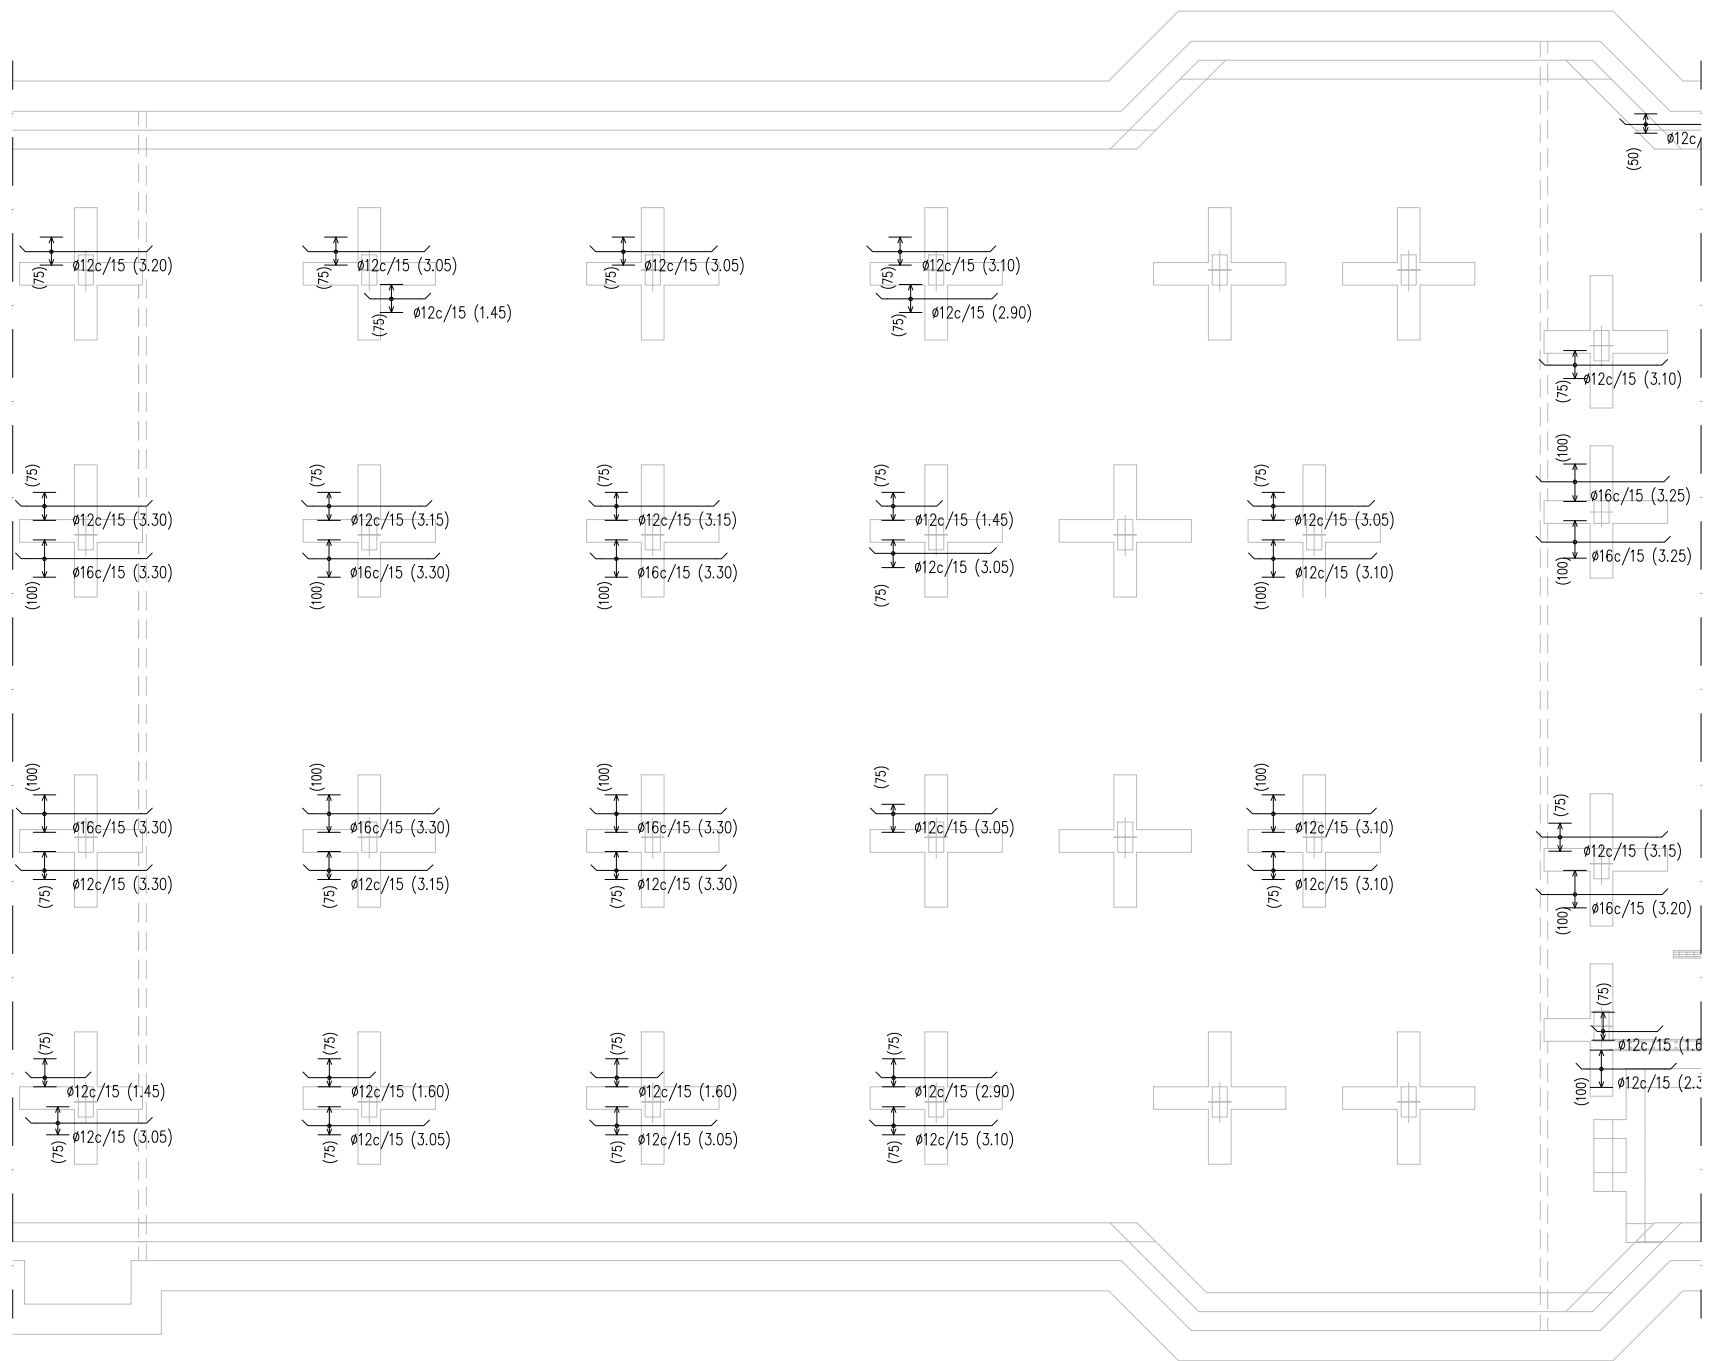 ø12c/
(50)
ø12c/15 (3.20)
(75)
ø12c/15 (3.05)
(75)
ø12c/15 (3.05)
(75)
ø12c/15 (3.10)
(75)
ø12c/15 (1.45)
(75)
ø12c/15 (2.90)
(75)
ø12c/15 (3.10)
(75)
(75)
ø12c/15 (3.30)
ø16c/15 (3.30)
(100)
(75)
ø12c/15 (3.15)
ø16c/15 (3.30)
(100)
(75)
ø12c/15 (3.15)
ø16c/15 (3.30)
(100)
(75)
ø12c/15 (1.45)
ø12c/15 (3.05)
(75)
(75)
ø12c/15 (3.05)
ø12c/15 (3.10)
(100)
(100)
ø16c/15 (3.25)
ø16c/15 (3.25)
(100)
(100)
ø16c/15 (3.30)
ø12c/15 (3.30)
(75)
(100)
ø16c/15 (3.30)
ø12c/15 (3.15)
(75)
(100)
ø16c/15 (3.30)
ø12c/15 (3.30)
(75)
(75)
ø12c/15 (3.05)
(100)
ø12c/15 (3.10)
ø12c/15 (3.10)
(75)
(75)
ø12c/15 (3.15)
ø16c/15 (3.20)
(100)
(75)
ø12c/15 (1.45)
ø12c/15 (3.05)
(75)
(75)
ø12c/15 (1.60)
ø12c/15 (3.05)
(75)
(75)
ø12c/15 (1.60)
ø12c/15 (3.05)
(75)
(75)
ø12c/15 (2.90)
ø12c/15 (3.10)
(75)
(75)
ø12c/15 (1.6
ø12c/15 (2.3
(100)